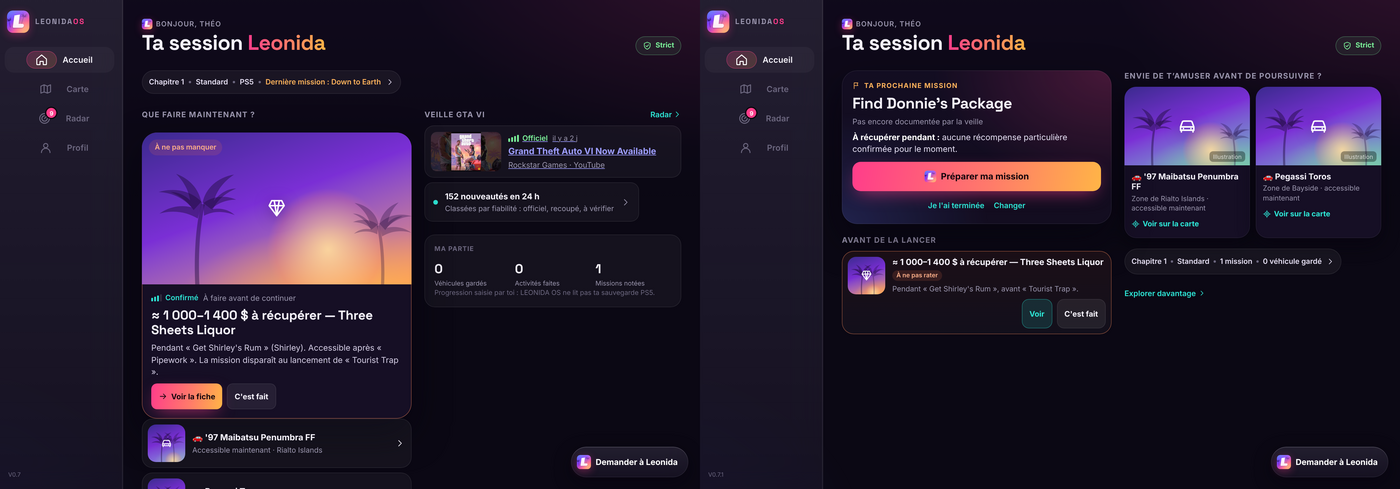 LEONIDAOS
Accueil
Carte
9
Radar
Profil
V0.7
BONJOUR, THÉO
Ta session Leonida
Strict
Chapitre 1 • Standard • PS5 • Dernière mission : Down to Earth
QUE FAIRE MAINTENANT ?
À ne pas manquer
Confirmé À faire avant de continuer
≈ 1 000–1 400 $ à récupérer — Three
Sheets Liquor
Pendant « Get Shirley's Rum » (Shirley). Accessible après «
Pipework ». La mission disparaît au lancement de « Tourist Trap
».
Voir la fiche
C'est fait
'97 Maibatsu Penumbra FF
Accessible maintenant · Rialto Islands
VEILLE GTA VI
Radar
Officiel il y a 2 j
Grand Theft Auto VI Now Available
Rockstar Games · YouTube
152 nouveautés en 24 h
Classées par fiabilité : officiel, recoupé, à vérifier
MA PARTIE
0 0 1
Véhicules gardés Activités faites Missions notées
Progression saisie par toi : LEONIDA OS ne lit pas ta sauvegarde PS5.
Demander à Leonida
LEONIDAOS
Accueil
Carte
9
Radar
Profil
V0.7.1
BONJOUR, THÉO
Ta session Leonida
Strict
TA PROCHAINE MISSION
Find Donnie's Package
Pas encore documentée par la veille
À récupérer pendant : aucune récompense particulière
confirmée pour le moment.
Préparer ma mission
Je l'ai terminée Changer
AVANT DE LA LANCER
≈ 1 000–1 400 $ à récupérer — Three Sheets Liquor
À ne pas rater
Pendant « Get Shirley's Rum », avant « Tourist Trap ».
Voir
C'est fait
ENVIE DE T'AMUSER AVANT DE POURSUIVRE ?
Illustration
'97 Maibatsu Penumbra
FF
Zone de Rialto Islands ·
accessible maintenant
Voir sur la carte
Illustration
Pegassi Toros
Zone de Bayside · accessible
maintenant
Voir sur la carte
Chapitre 1 • Standard • 1 mission • 0 véhicule gardé
Explorer davantage
Demander à Leonida